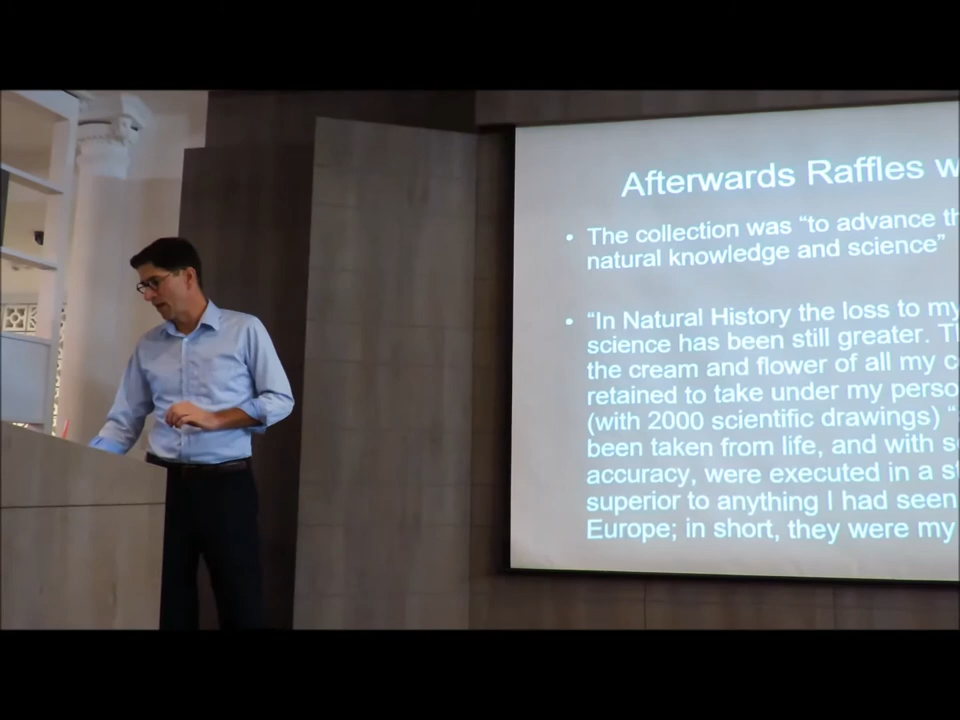 Afterwards Raffles w
• The collection was “to advance th
natural knowledge and science”
• “In Natural History the loss to my
science has been still greater. Th
the cream and flower of all my c
retained to take under my perso
(with 2000 scientific drawings) “
been taken from life, and with s
accuracy, were executed in a st
superior to anything I had seen
Europe; in short, they were my